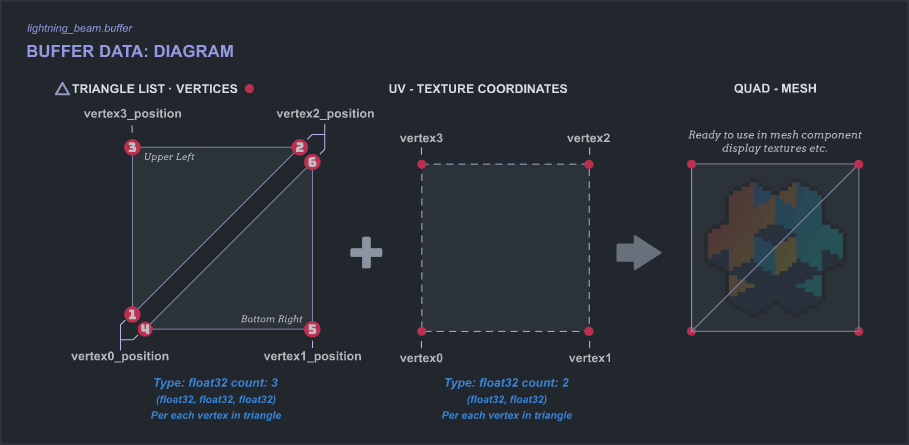 lightning_beam.buffer
BUFFER DATA: DIAGRAM
TRIANGLE LIST · VERTICES
vertex3_position
vertex2_position
3
2
6
Upper Left
1
4
5
Bottom Right
vertex0_position
vertex1_position
Type: float32 count: 3
(float32, float32, float32)
Per each vertex in triangle
UV - TEXTURE COORDINATES
vertex3
vertex2
vertex0
vertex1
Type: float32 count: 2
(float32, float32)
Per each vertex in triangle
QUAD - MESH
Ready to use in mesh component
display textures etc.